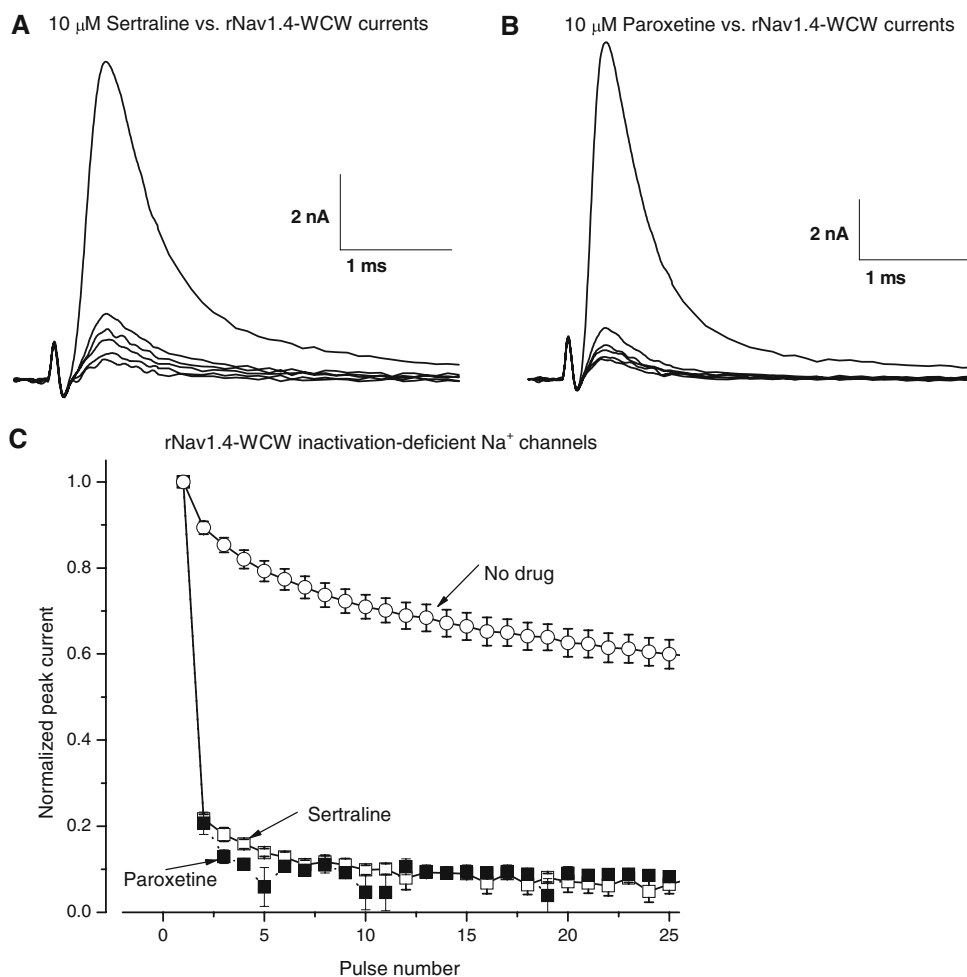 A 10 µM Sertraline vs. rNav1.4-WCW currents
B 10 µM Paroxetine vs. rNav1.4-WCW currents
2 nA
1 ms
2 nA
1 ms
C rNav1.4-WCW inactivation-deficient Na⁺ channels
Normalized peak current
1.0
0.8
0.6
0.4
0.2
0.0
No drug
Sertraline
Paroxetine
0 5 10 15 20 25
Pulse number